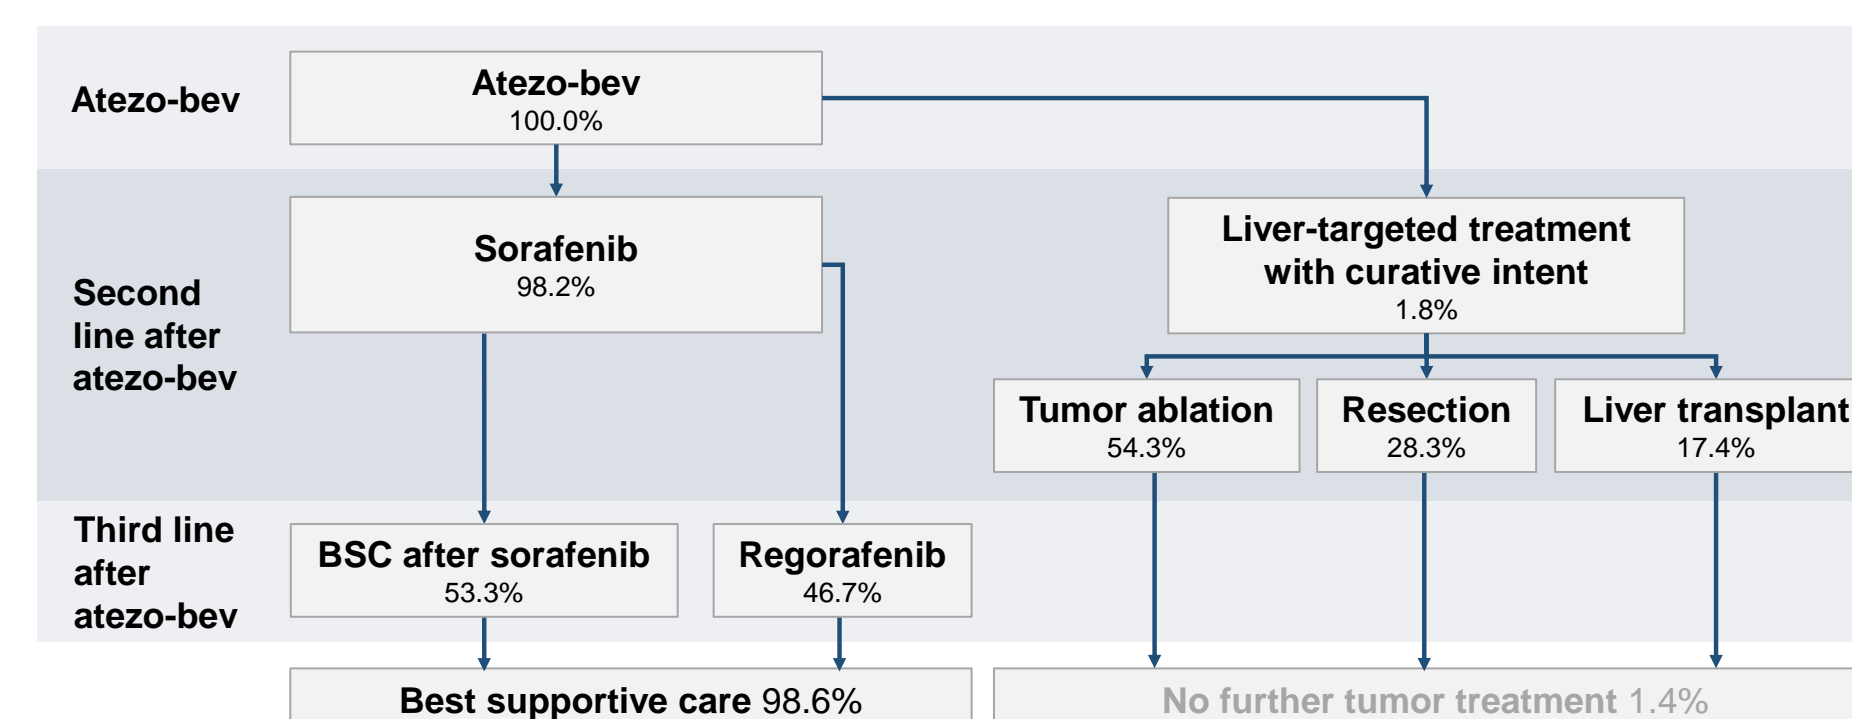 Atezo-bev
Atezo-bev
100.0%
Second
line after
atezo-bev
Sorafenib
98.2%
Liver-targeted treatment
with curative intent
1.8%
Tumor ablation
54.3%
Resection
28.3%
Liver transplant
17.4%
Third line
after
atezo-bev
BSC after sorafenib
53.3%
Regorafenib
46.7%
Best supportive care 98.6%
No further tumor treatment 1.4%